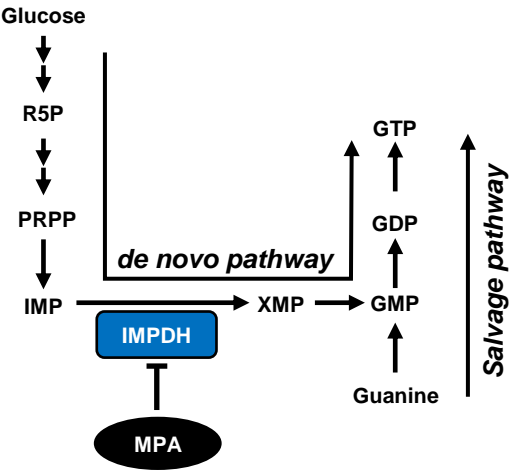 Glucose
R5P
GTP
PRPP
GDP
de novo pathway
IMP
XMP
GMP
IMPDH
Guanine
MPA
Salvage pathway